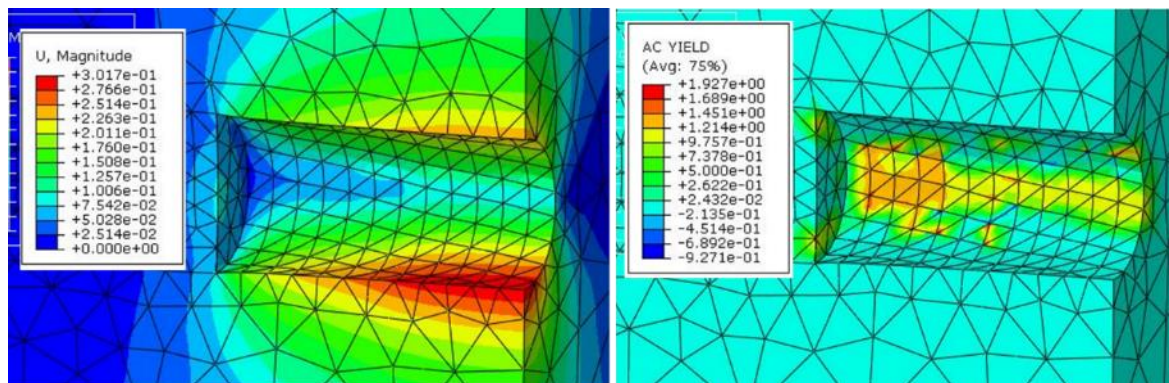 U, Magnitude
+3.017e-01
+2.766e-01
+2.514e-01
+2.263e-01
+2.011e-01
+1.760e-01
+1.508e-01
+1.257e-01
+1.006e-01
+7.542e-02
+5.028e-02
+2.514e-02
+0.000e+00
AC YIELD
(Avg: 75%)
+1.927e+00
+1.689e+00
+1.451e+00
+1.214e+00
+9.757e-01
+7.378e-01
+5.000e-01
+2.622e-01
+2.432e-02
-2.135e-01
-4.514e-01
-6.892e-01
-9.271e-01